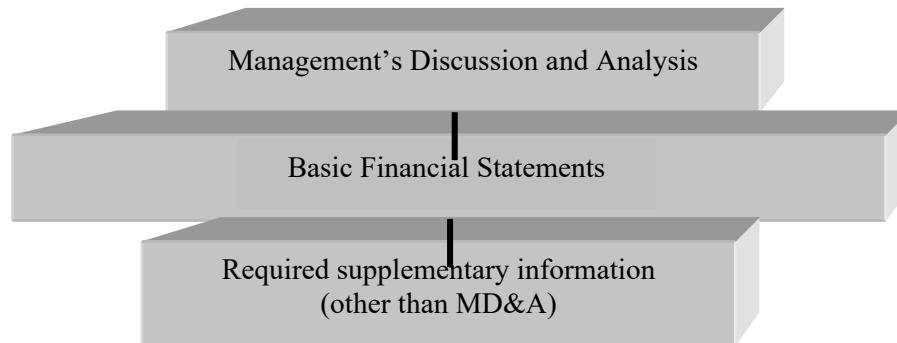 Management’s Discussion and Analysis
Basic Financial Statements
Required supplementary information
(other than MD&A)